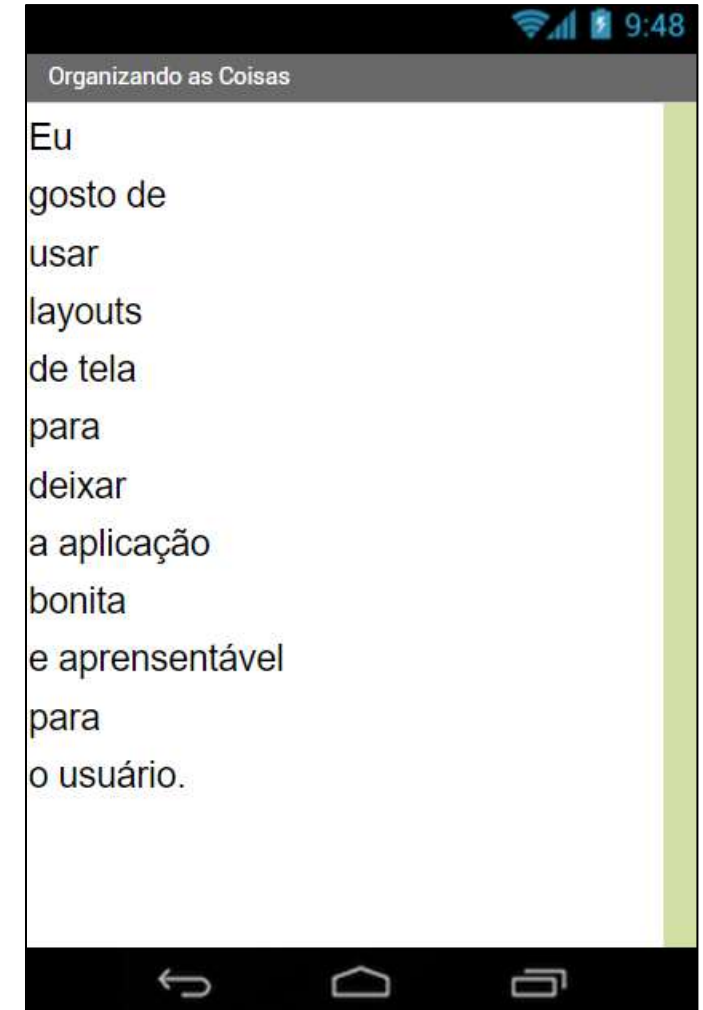 9:48
Organizando as Coisas
Eu
gosto de
usar
layouts
de tela
para
deixar
a aplicação
bonita
e aprensentável
para
o usuário.